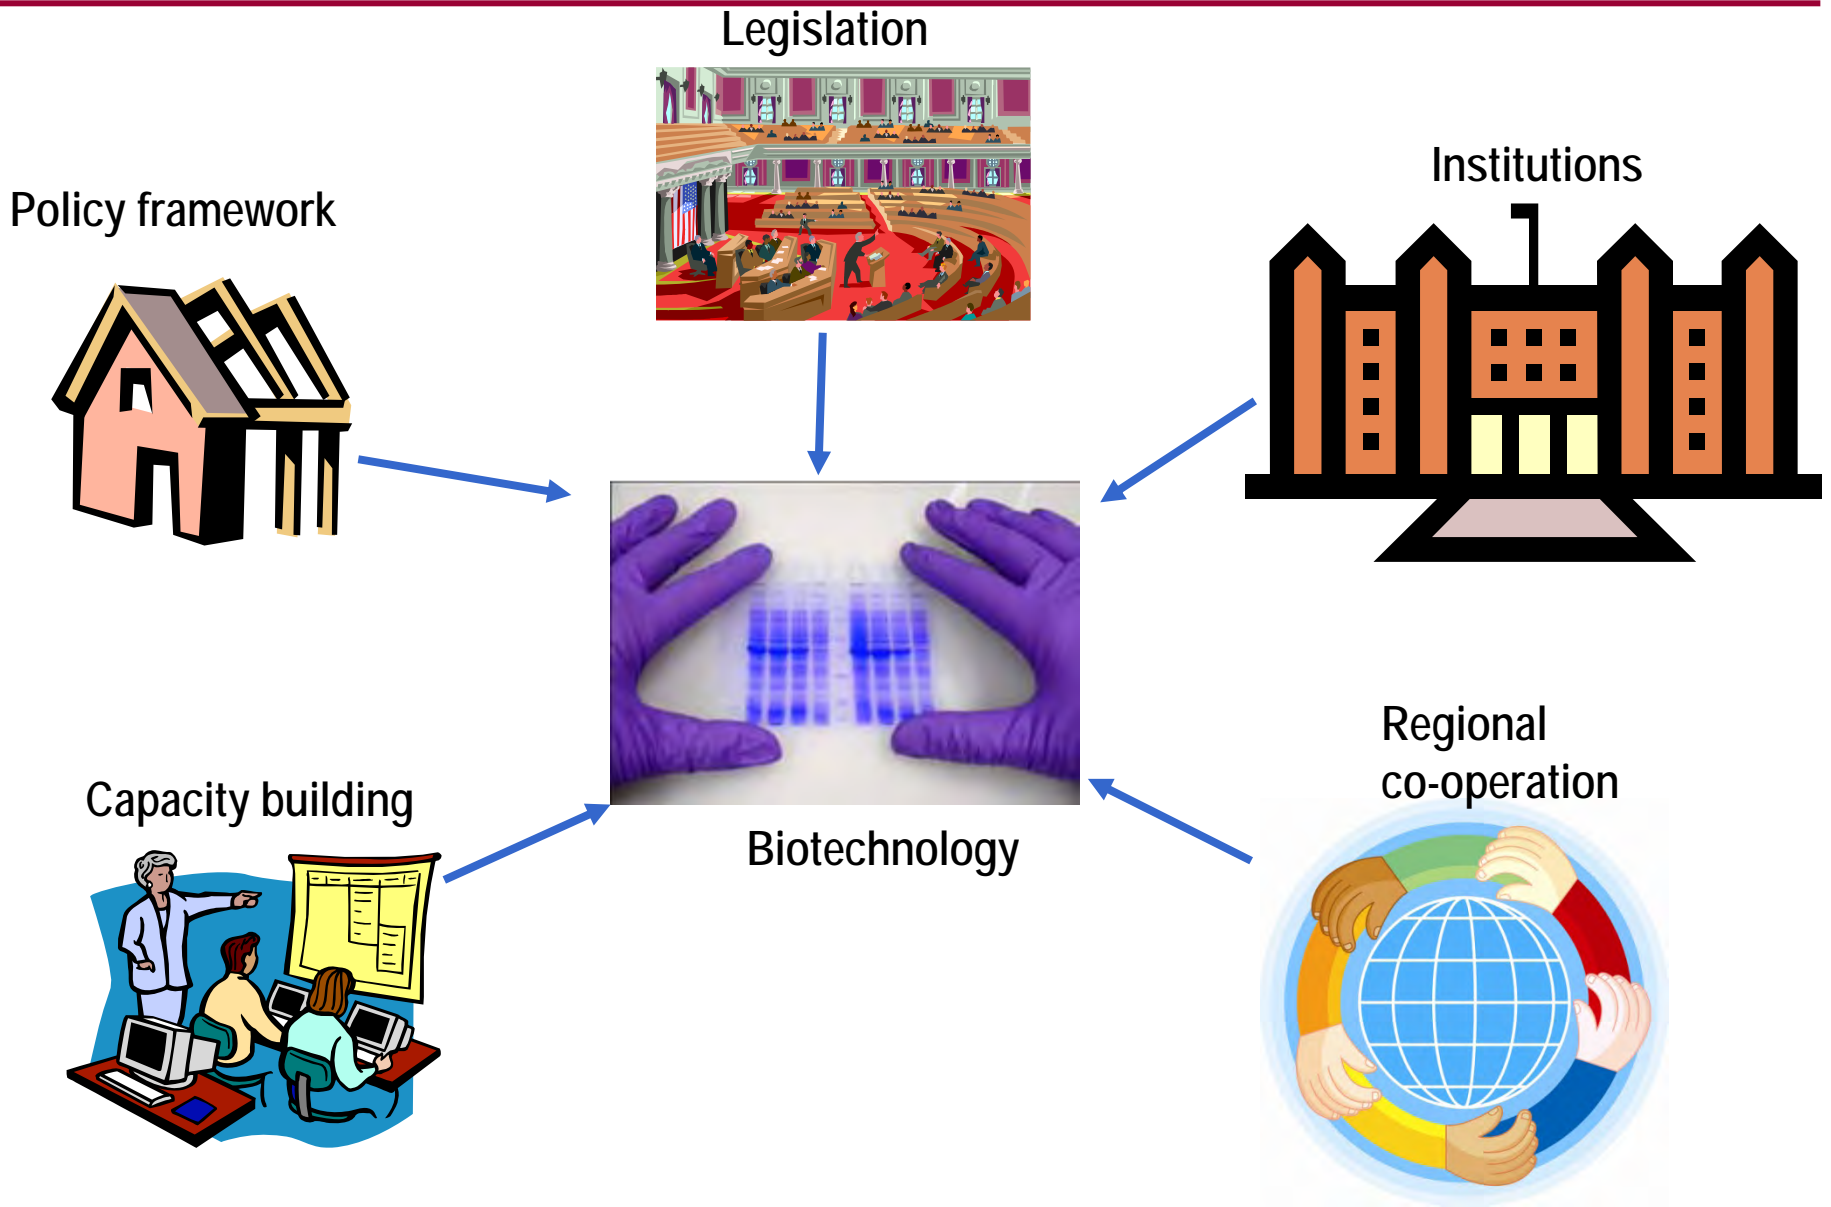 Legislation
Institutions
Policy framework
Regional
co-operation
Capacity building
Biotechnology